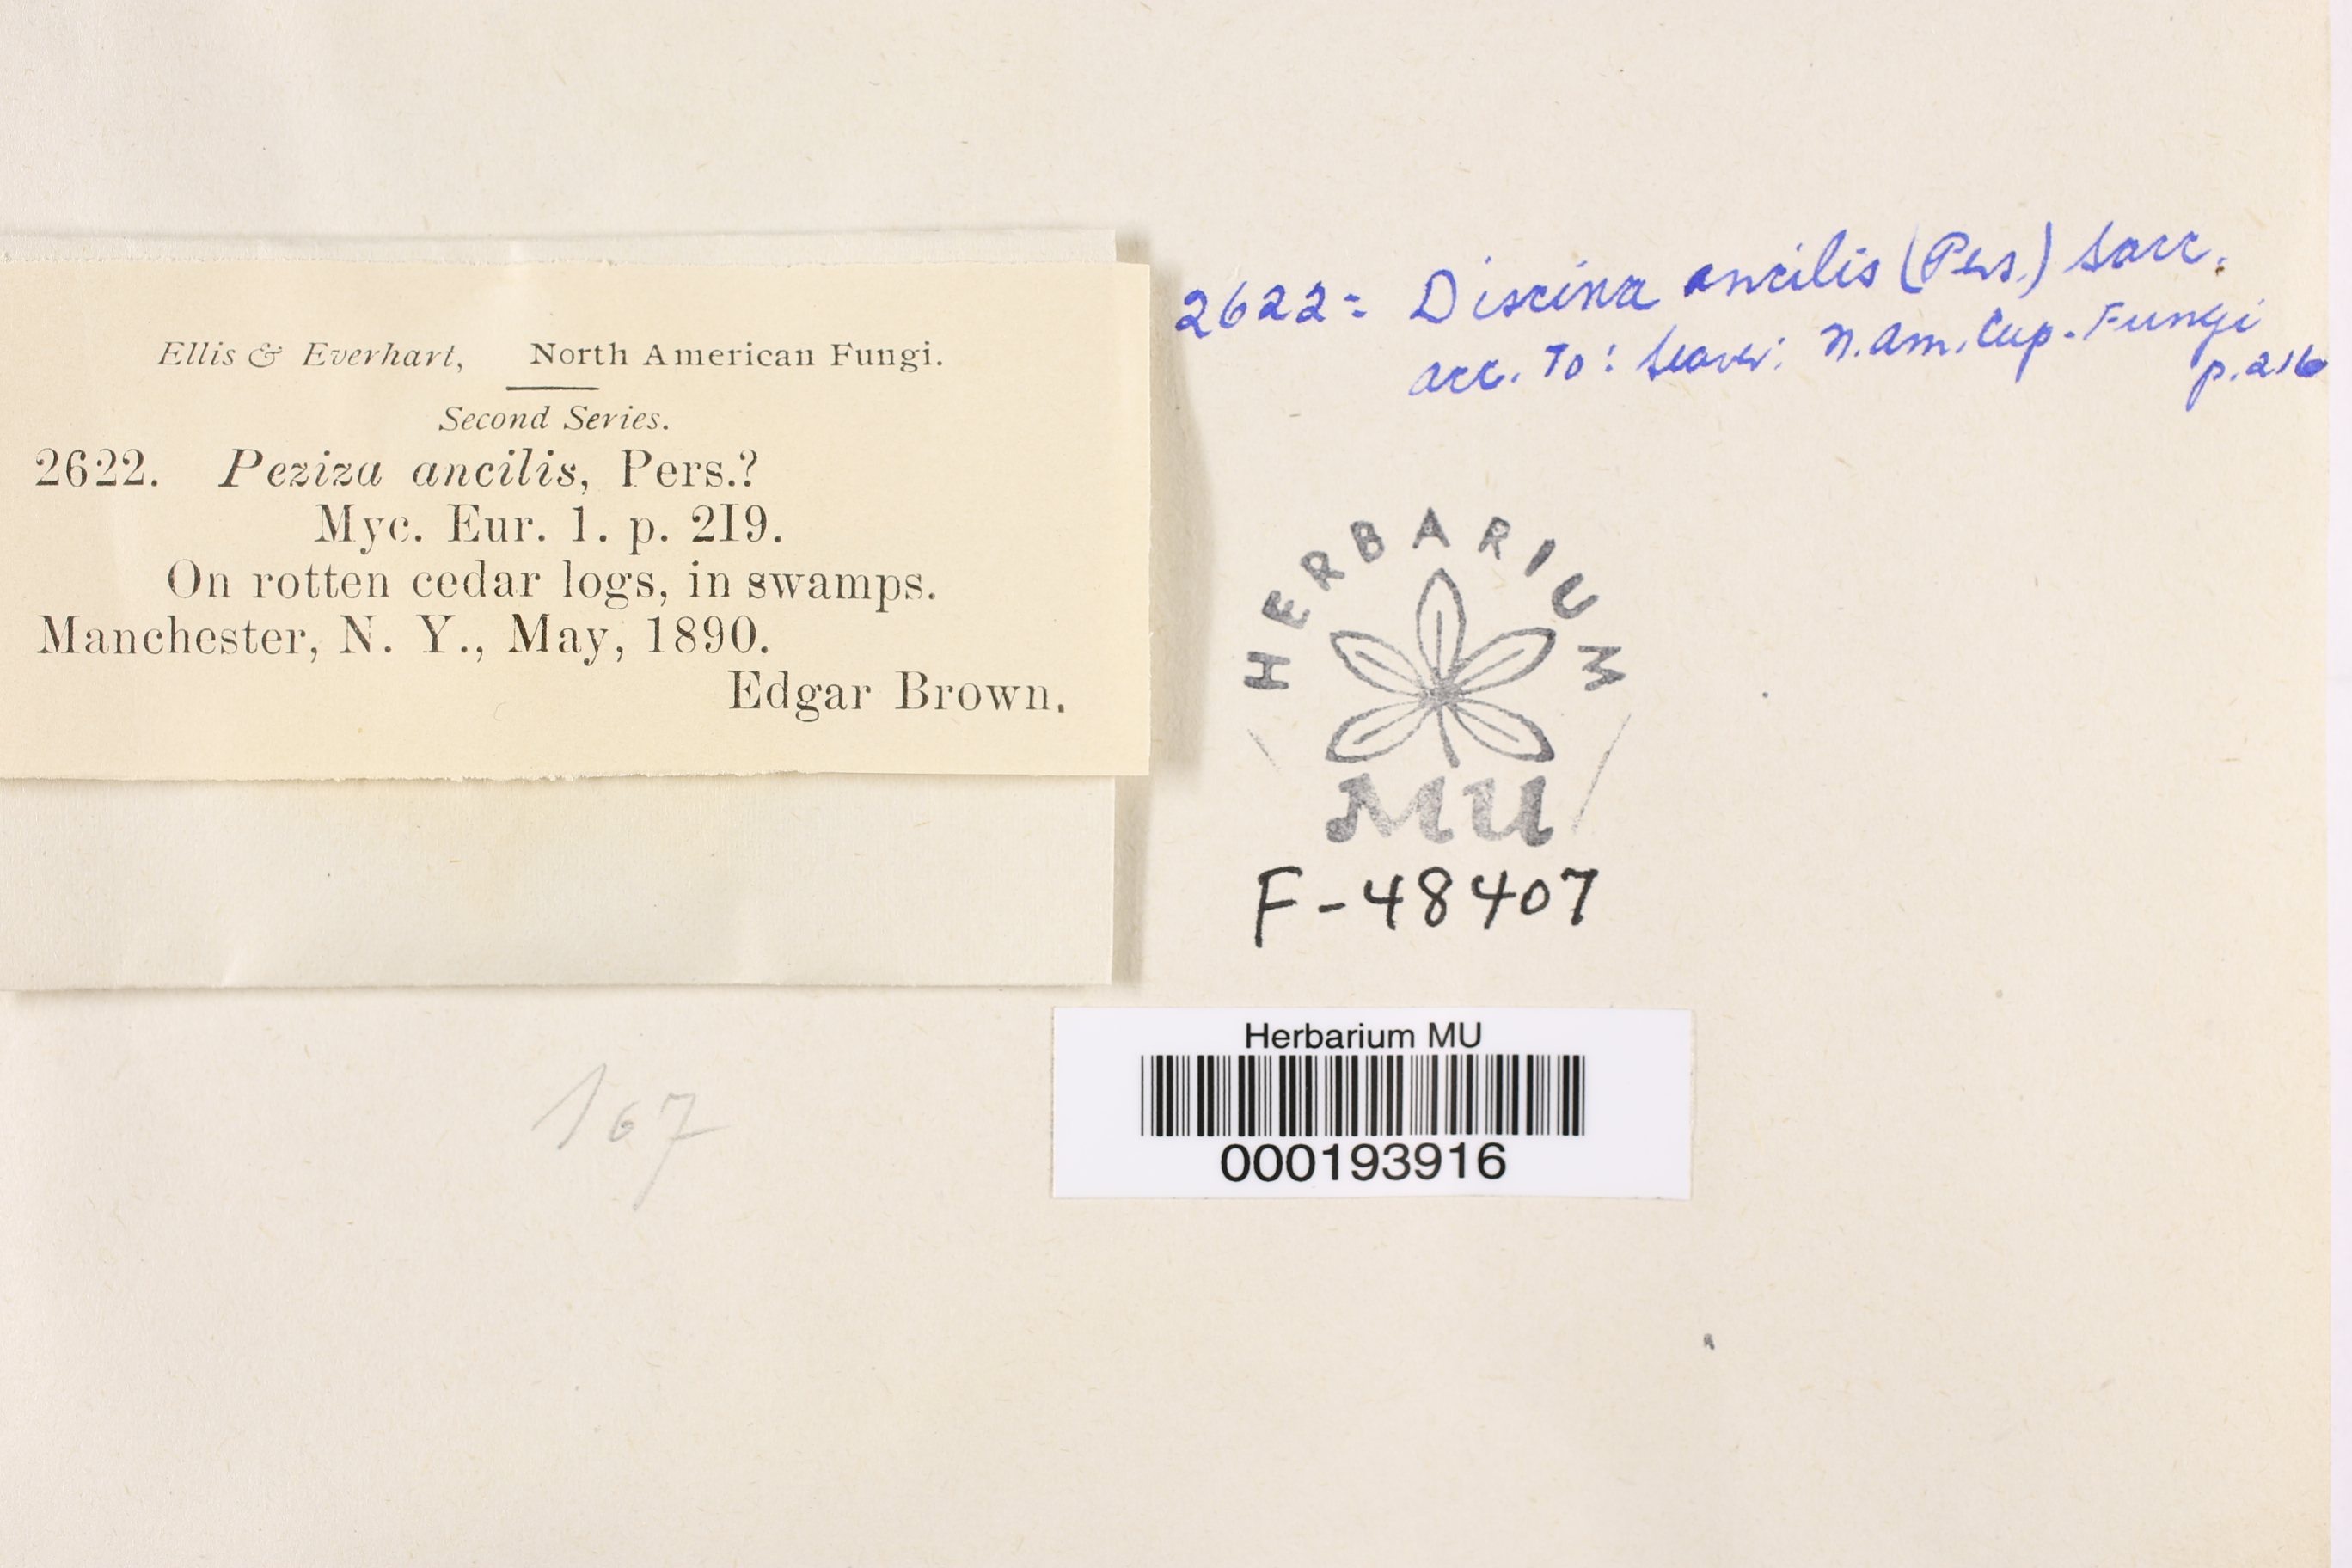 Ellis & Everhart, North American Fungi.
Second Series.
2622. Peziza ancilis, Pers.?
Myc. Eur. 1. p. 2I9.
On rotten cedar logs, in swamps.
Manchester, N. Y., May, 1890.
Edgar Brown.
2622= Discina ancilis (Pers.) Sacc.
acc. To: Seaver: N. Am. Cup-Fungi
p. 216
HERBARIUM
MU
F-48407
Herbarium MU
000193916
167